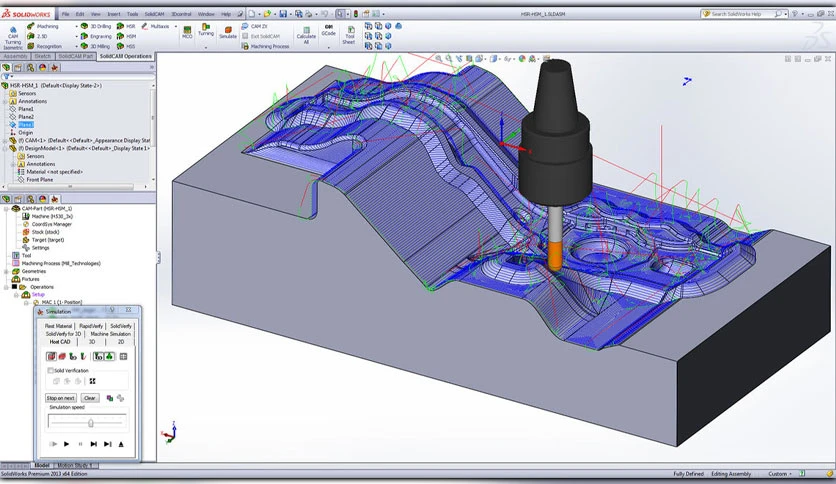 SOLIDWORKS File Edit View Insert Tools SolidCAM 3Dcontrol Window Help HSR-HSM_1.SLDASM Search SolidWorks Help
CAM Turning Isometric
iMachining 3D Drilling HSR Multiaxis
2.5D Engraving HSM
Recognition 3D Milling HSS
MCO
Turning
Simulate
CAM ZX
Exit SolidCAM
Machining Process
Calculate All
GCode
Tool Sheet
Assembly Sketch SolidCAM Part SolidCAM Operations
HSR-HSM_1 (Default<Display State-2>)
Sensors
Annotations
Plane1
Plane2
Plane3
Origin
(f) CAM<1> (Default<<Default>_Appearance Display Stat
(f) DesignModel<1> (Default<<Default>_Display State 1>)
Sensors
Annotations
Material <not specified>
Front Plane
CAM-Part (HSR-HSM_1)
Machine (H530_3x)
CoordSys Manager
Stock (stock)
Target (target)
Settings
Tool
Machining Process (Mill_Technologies)
Geometries
Fixtures
Operations
Setup
MAC 1 (1- Position)
Simulation
Rest Material RapidVerify SolidVerify
SolidVerify for 3D Machine Simulation
Host CAD 3D 2D
Solid Verification
Stop on next Clear
Simulation speed
Model Motion Study 1
SolidWorks Premium 2013 x64 Edition Fully Defined Editing Assembly Custom